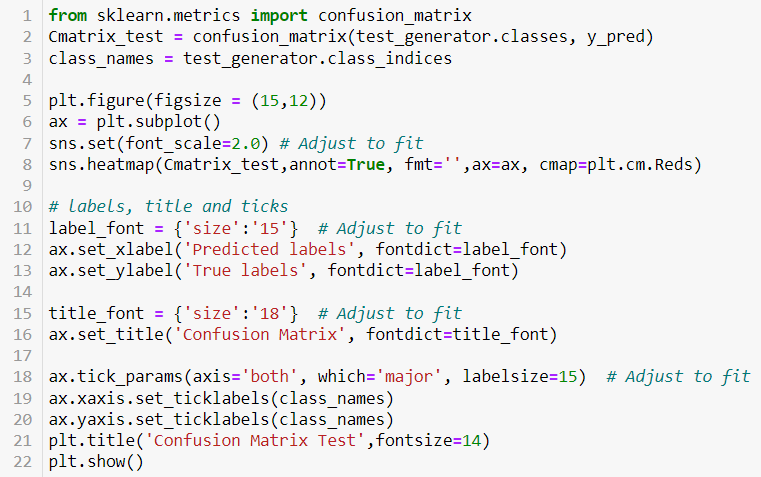 1 from sklearn.metrics import confusion_matrix
2 Cmatrix_test = confusion_matrix(test_generator.classes, y_pred)
3 class_names = test_generator.class_indices
4
5 plt.figure(figsize = (15,12))
6 ax = plt.subplot()
7 sns.set(font_scale=2.0) # Adjust to fit
8 sns.heatmap(Cmatrix_test,annot=True, fmt='',ax=ax, cmap=plt.cm.Reds)
9
10 # labels, title and ticks
11 label_font = {'size':'15'}  # Adjust to fit
12 ax.set_xlabel('Predicted labels', fontdict=label_font)
13 ax.set_ylabel('True labels', fontdict=label_font)
14
15 title_font = {'size':'18'}  # Adjust to fit
16 ax.set_title('Confusion Matrix', fontdict=title_font)
17
18 ax.tick_params(axis='both', which='major', labelsize=15)  # Adjust to fit
19 ax.xaxis.set_ticklabels(class_names)
20 ax.yaxis.set_ticklabels(class_names)
21 plt.title('Confusion Matrix Test',fontsize=14)
22 plt.show()